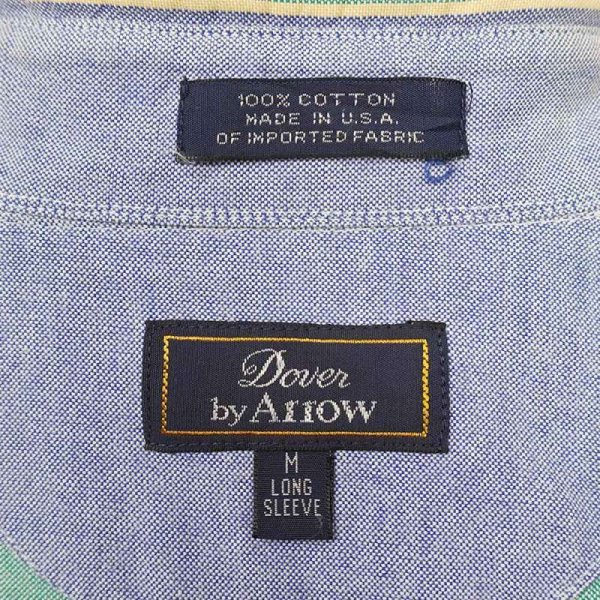 100% COTTON
MADE IN U.S.A.
OF IMPORTED FABRIC
Dover
by Arrow
M
LONG
SLEEVE